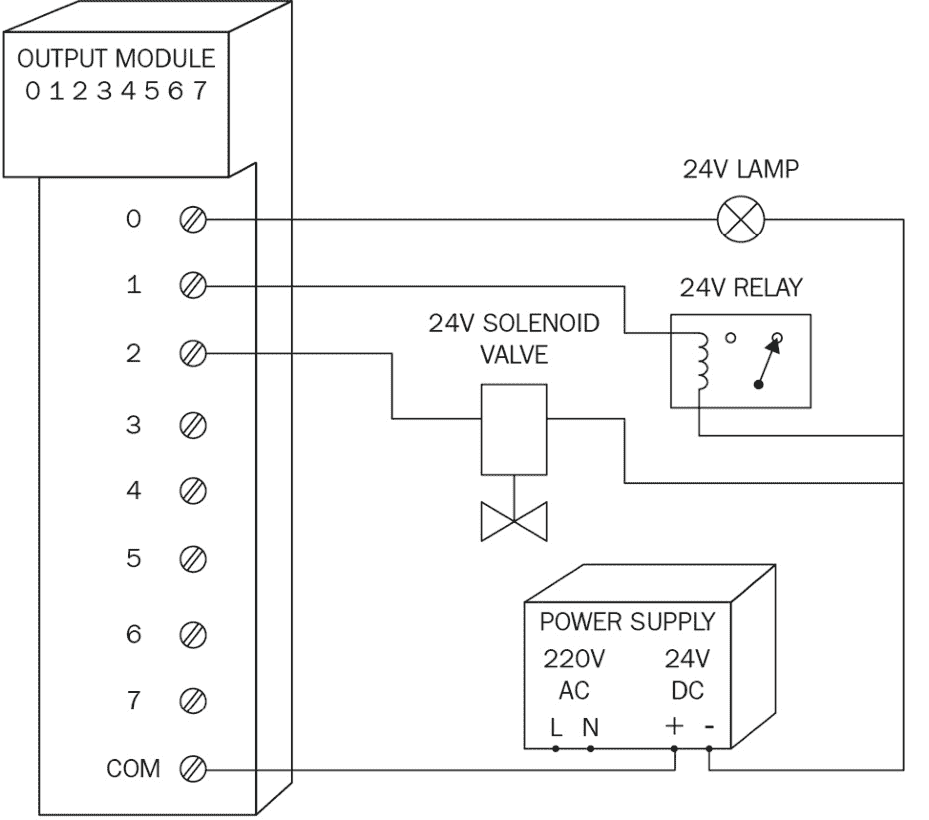 OUTPUT MODULE
0 1 2 3 4 5 6 7
24V LAMP
0
1
24V RELAY
24V SOLENOID
VALVE
2
3
4
5
6
POWER SUPPLY
220V 24V
AC DC
7
L N + -
COM